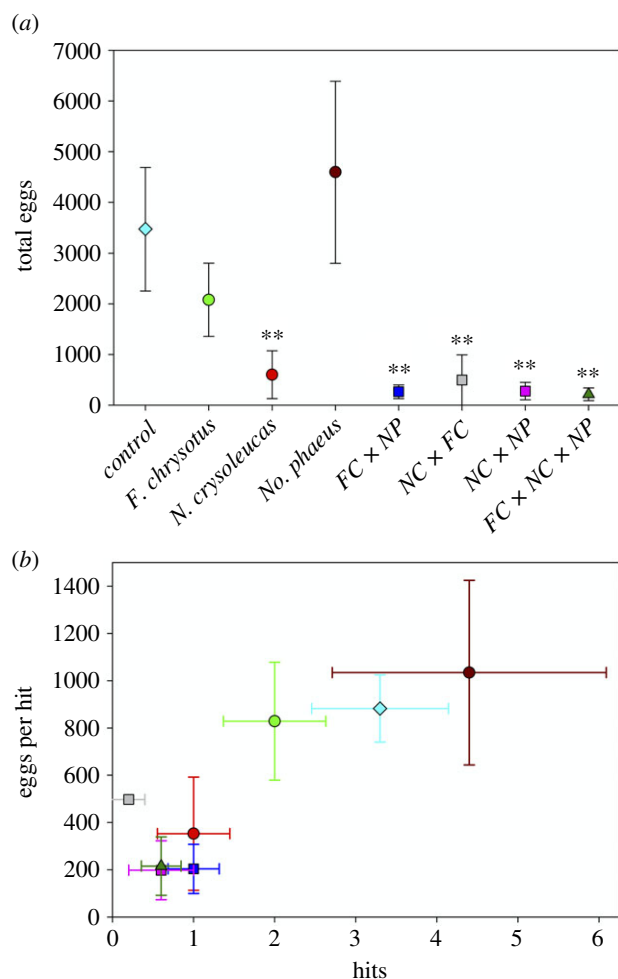 (a)
7000
6000
5000
4000
3000
2000
1000
0
total eggs
**
**
**
**
**
control
F. chrysotus
N. crysoleucas
No. phaeus
FC × NP
NC × FC
NC × NP
FC × NC × NP
(b)
1400
1200
1000
800
600
400
200
0
eggs per hit
0 1 2 3 4 5 6
hits